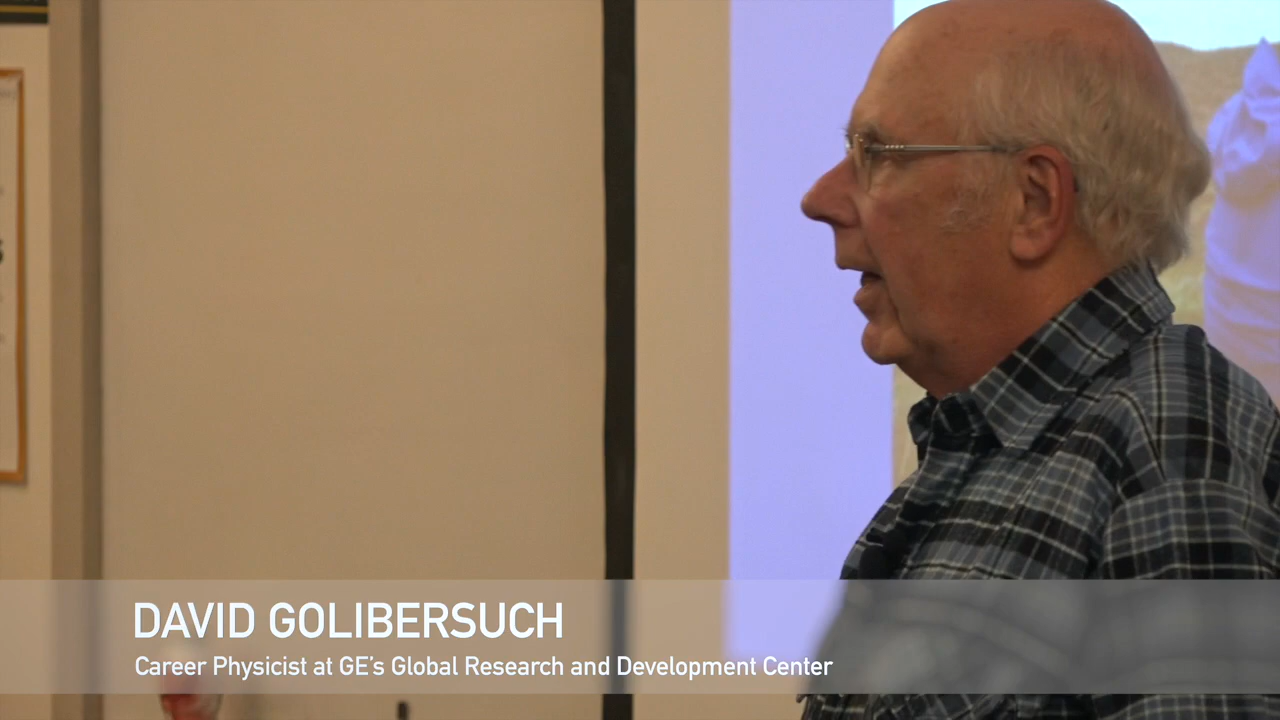 DAVID GOLIBERSUCH
Career Physicist at GE's Global Research and Development Center